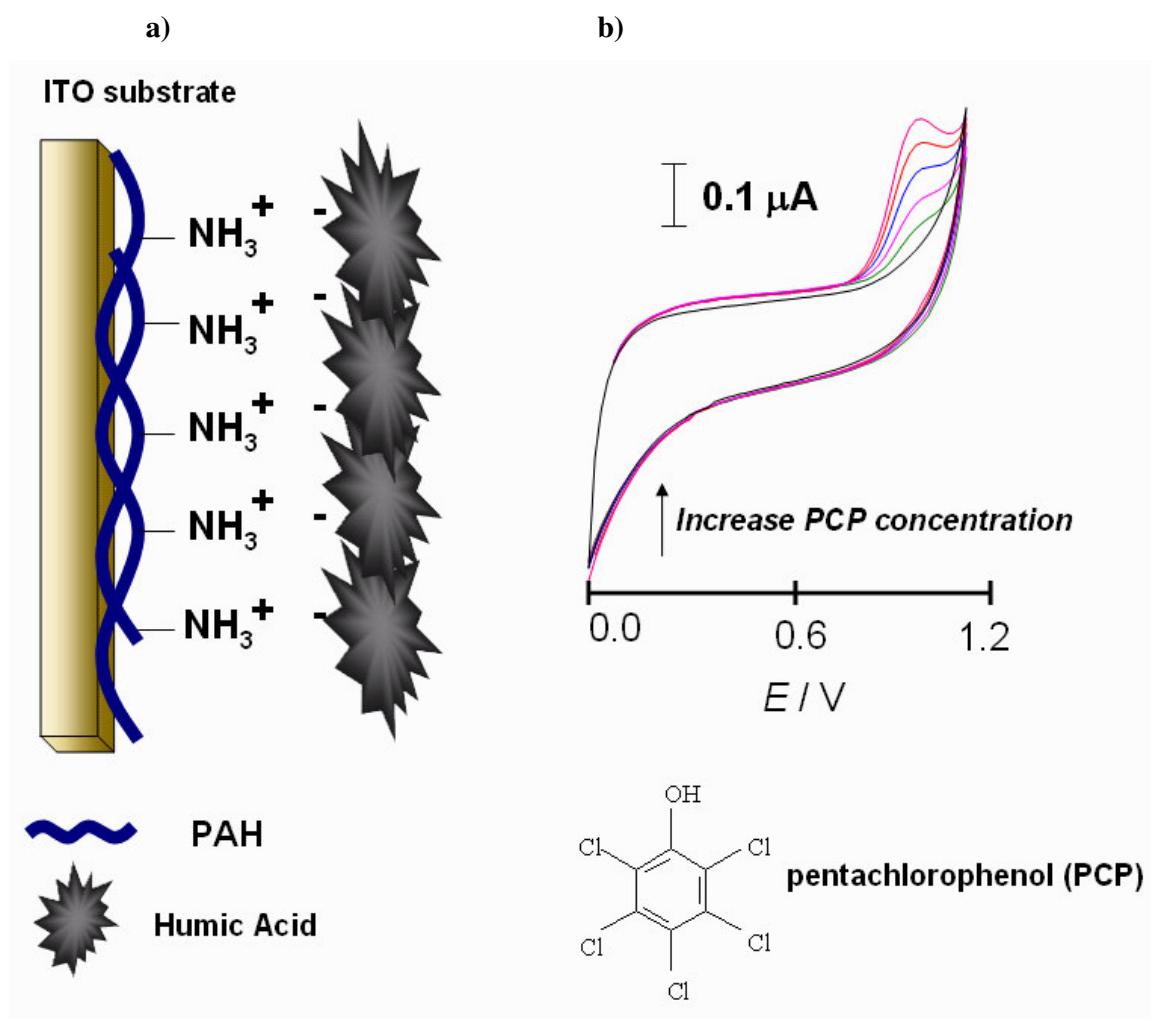 a)
b)
ITO substrate
NH3+ -
NH3+ -
NH3+ -
NH3+ -
NH3+ -
PAH
Humic Acid
0.1 μA
Increase PCP concentration
0.0 0.6 1.2
E / V
OH
Cl Cl
Cl Cl
Cl
pentachlorophenol (PCP)